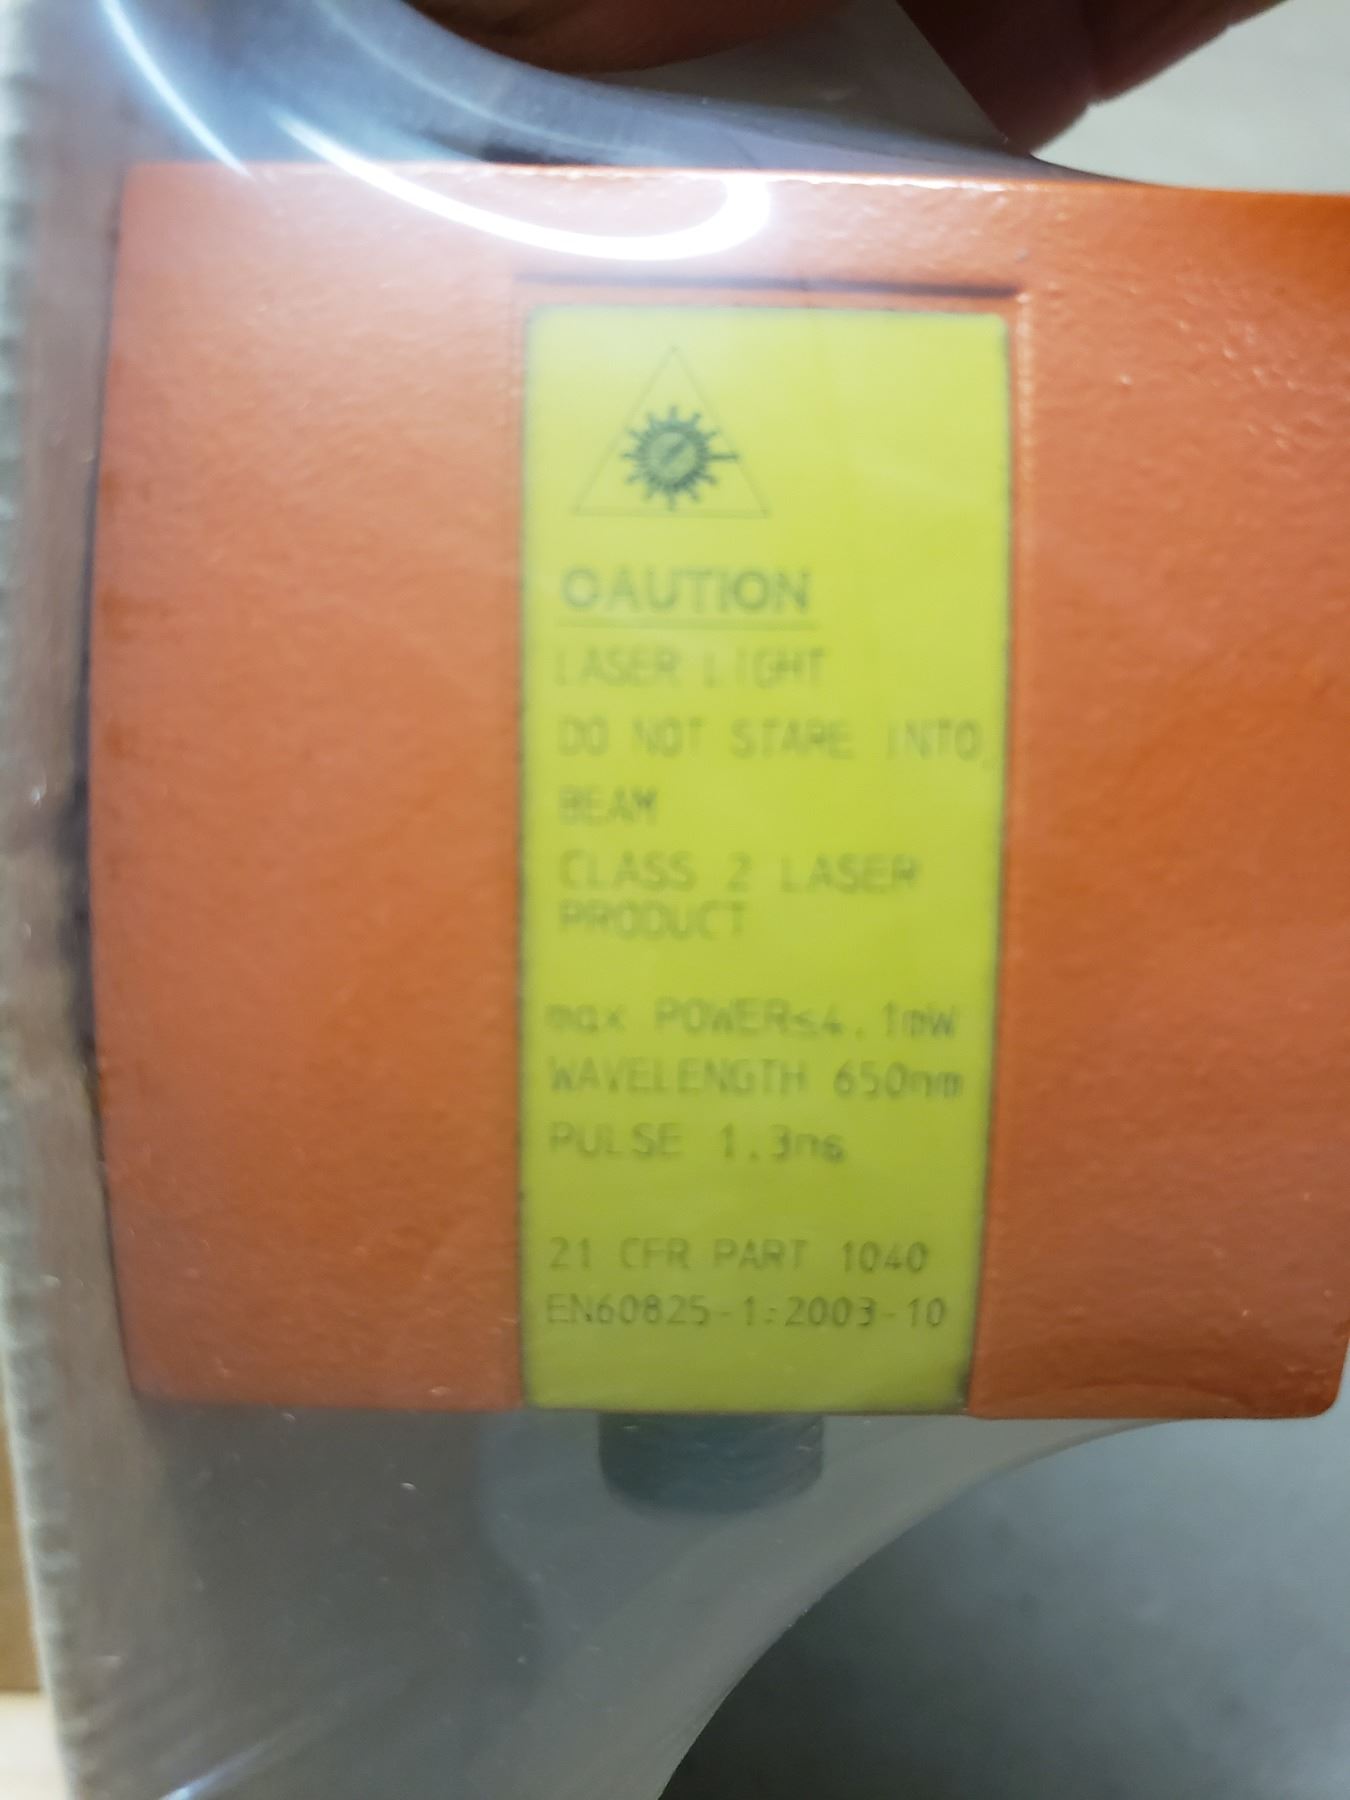 CAUTION
LASER LIGHT
DO NOT STARE INTO
BEAM
CLASS 2 LASER
PRODUCT
max POWER≤4.1mW
WAVELENGTH 650nm
PULSE 1.3ns
21 CFR PART 1040
EN60825-1:2003-10